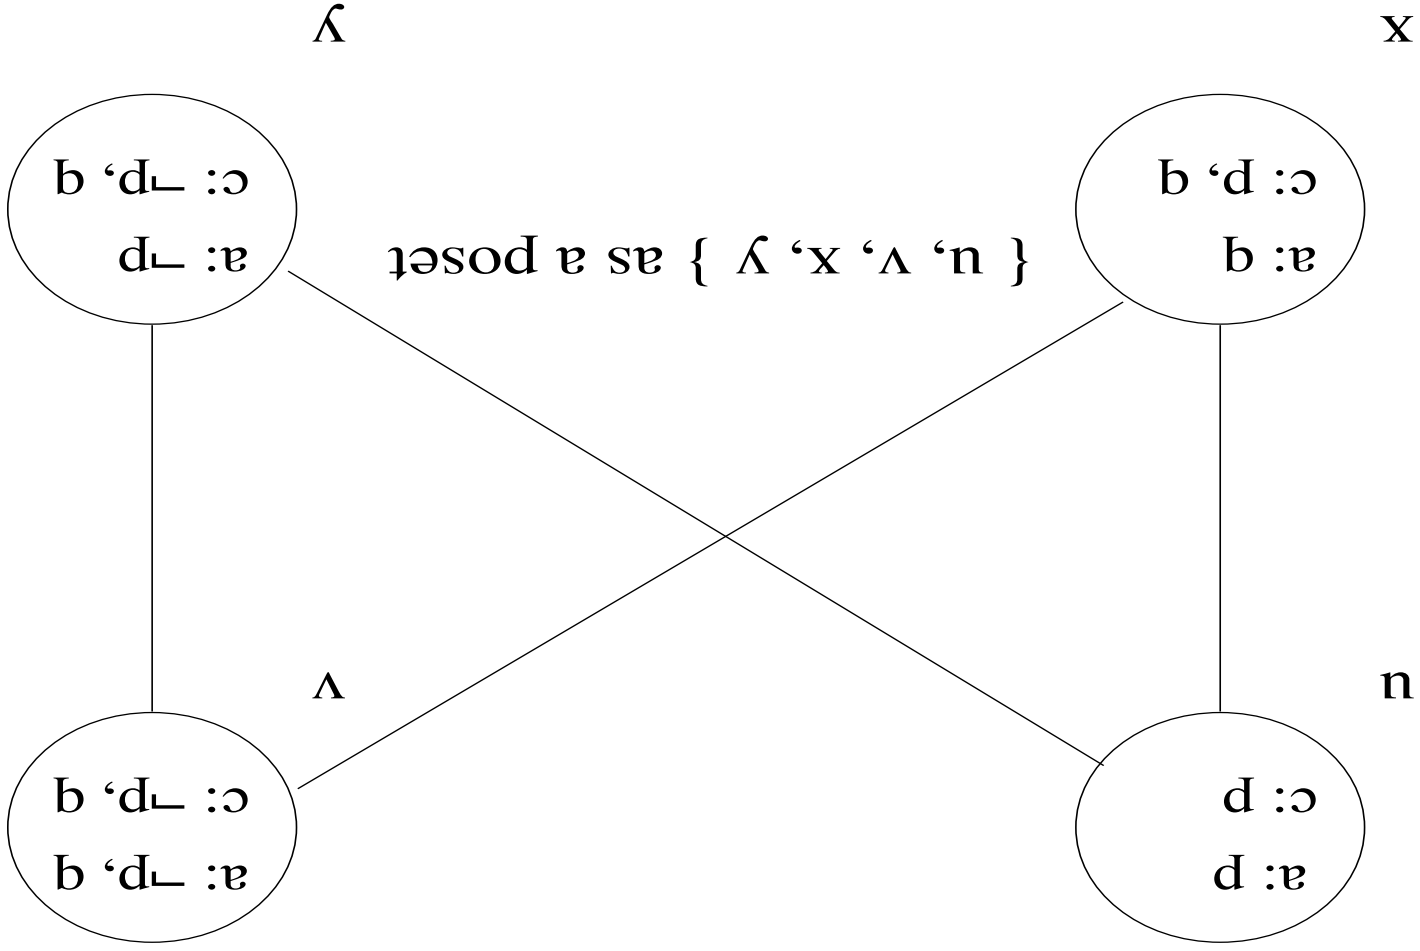 a: p
c: p
u
a: ¬p, q
c: ¬p, q
v
{ u, v, x, y } as a poset
a: q
c: p, q
x
a: ¬p
c: ¬p, q
y